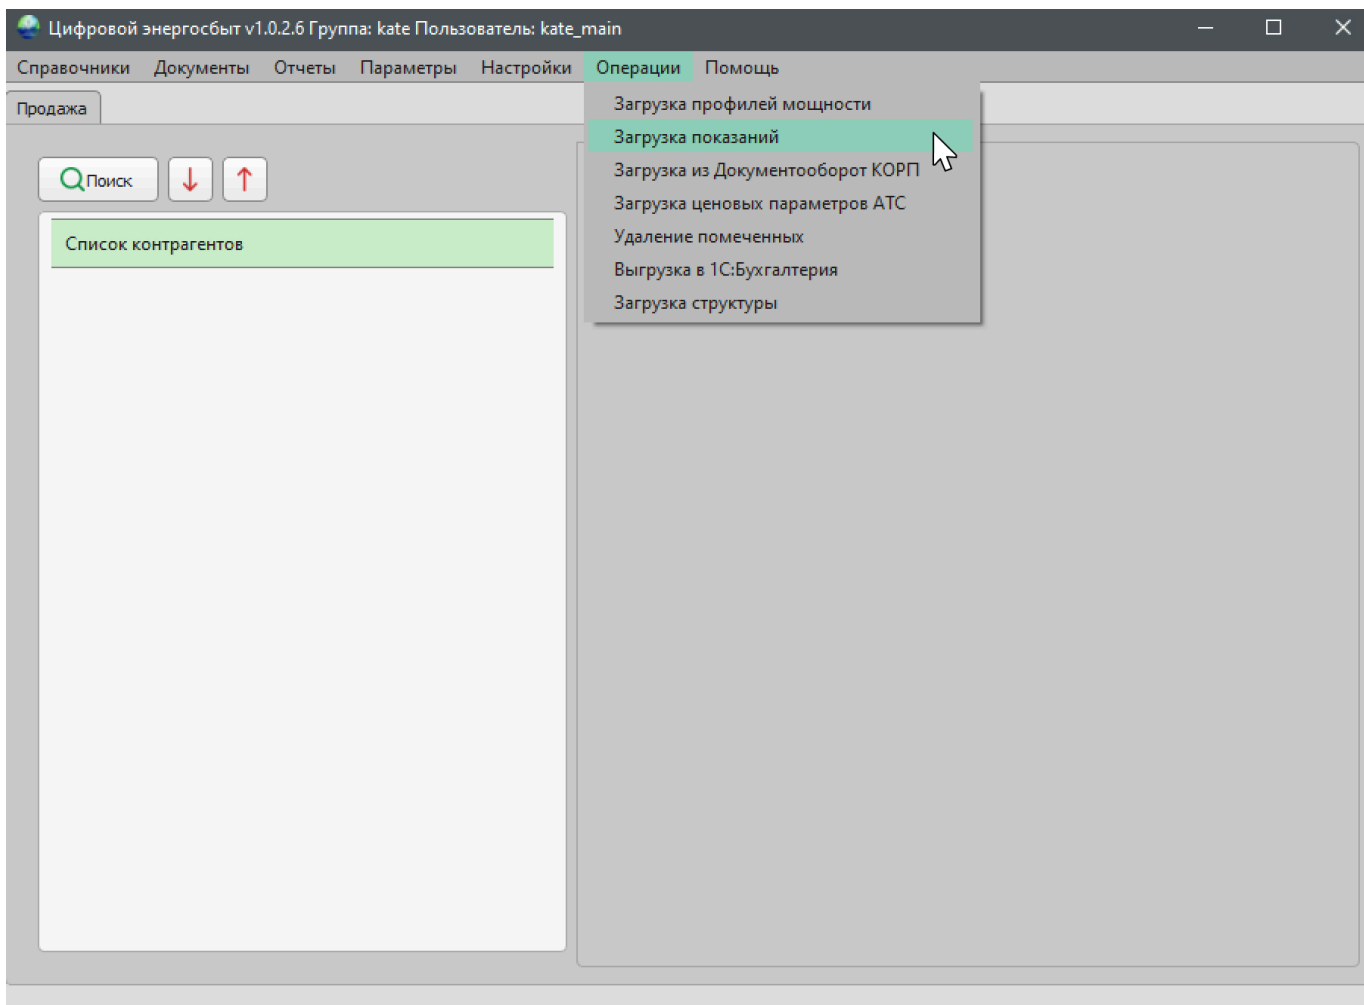 Цифровой энергосбыт v1.0.2.6 Группа: kate Пользователь: kate_main
Справочники Документы Отчеты Параметры Настройки Операции Помощь
Продажа
Загрузка профилей мощности
Загрузка показаний
Загрузка из Документооборот КОРП
Загрузка ценовых параметров АТС
Удаление помеченных
Выгрузка в 1С:Бухгалтерия
Загрузка структуры
Поиск
Список контрагентов